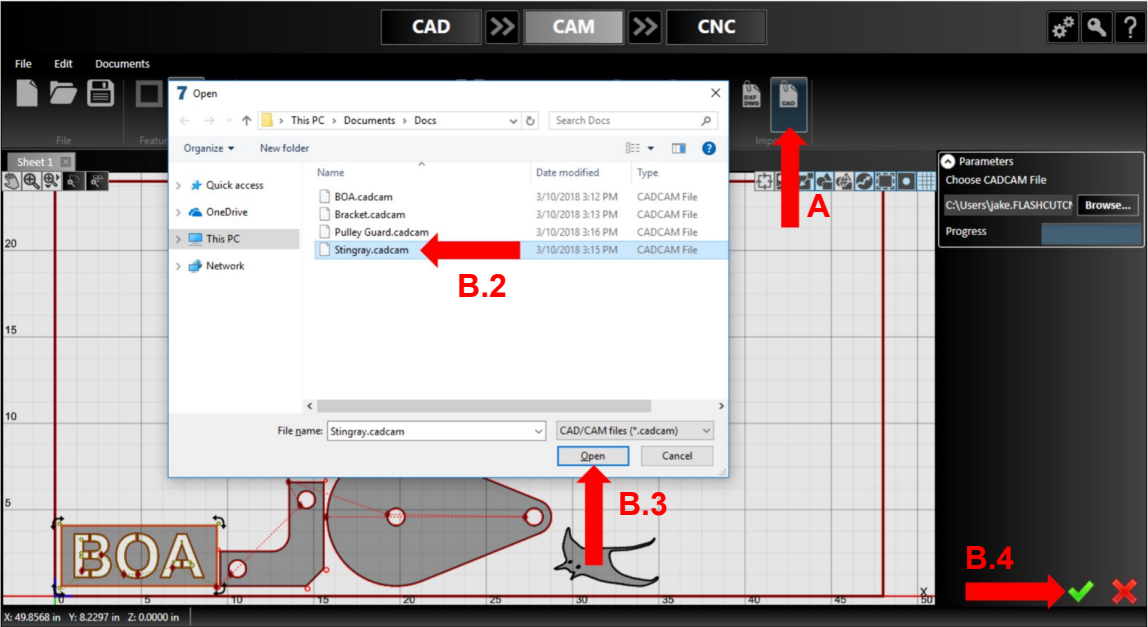 CAD >> CAM >> CNC
?
File Edit Documents
7 Open
This PC > Documents > Docs
Search Docs
Organize New folder
?
Name Date modified Type
Quick access
OneDrive
This PC
Network
BOA.cadcam 3/10/2018 3:12 PM CADCAM File
Bracket.cadcam 3/10/2018 3:13 PM CADCAM File
Pulley Guard.cadcam 3/10/2018 3:16 PM CADCAM File
Stingray.cadcam 3/10/2018 3:15 PM CADCAM File
B.2
File name: Stingray.cadcam CAD/CAM files (*.cadcam)
Open Cancel
B.3
DXF
DWG
CAD
File Featur Impo
A
Sheet 1
Parameters
Choose CADCAM File
C:\Users\jake.FLASHCUTCN Browse...
Progress
20
15
10
5
BOA
B.4
0 5 10 15 20 25 30 35 40 45 50
X
X: 49.8568 in Y: 8.2297 in Z: 0.0000 in